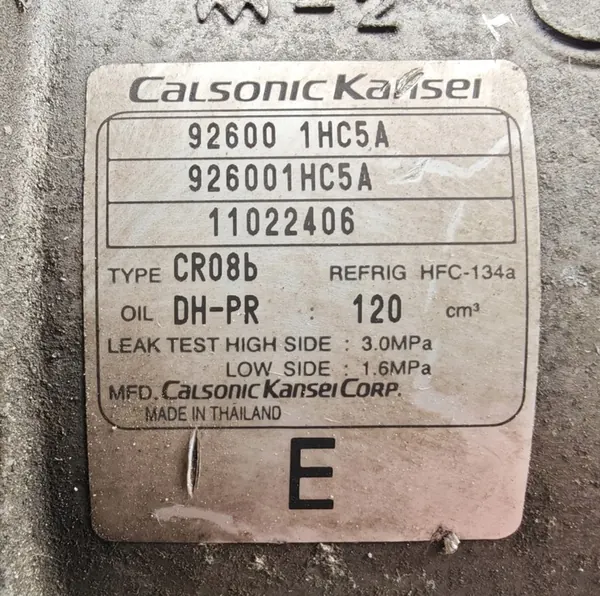 M-2
CALSONIC KANSEI
92600 1HC5A
926001HC5A
11022406
TYPE CR08b REFRIG HFC-134a
OIL DH-PR : 120 cm³
LEAK TEST HIGH SIDE : 3.0MPa
LOW SIDE : 1.6MPa
MFD. CALSONIC KANSEI CORP.
MADE IN THAILAND
E